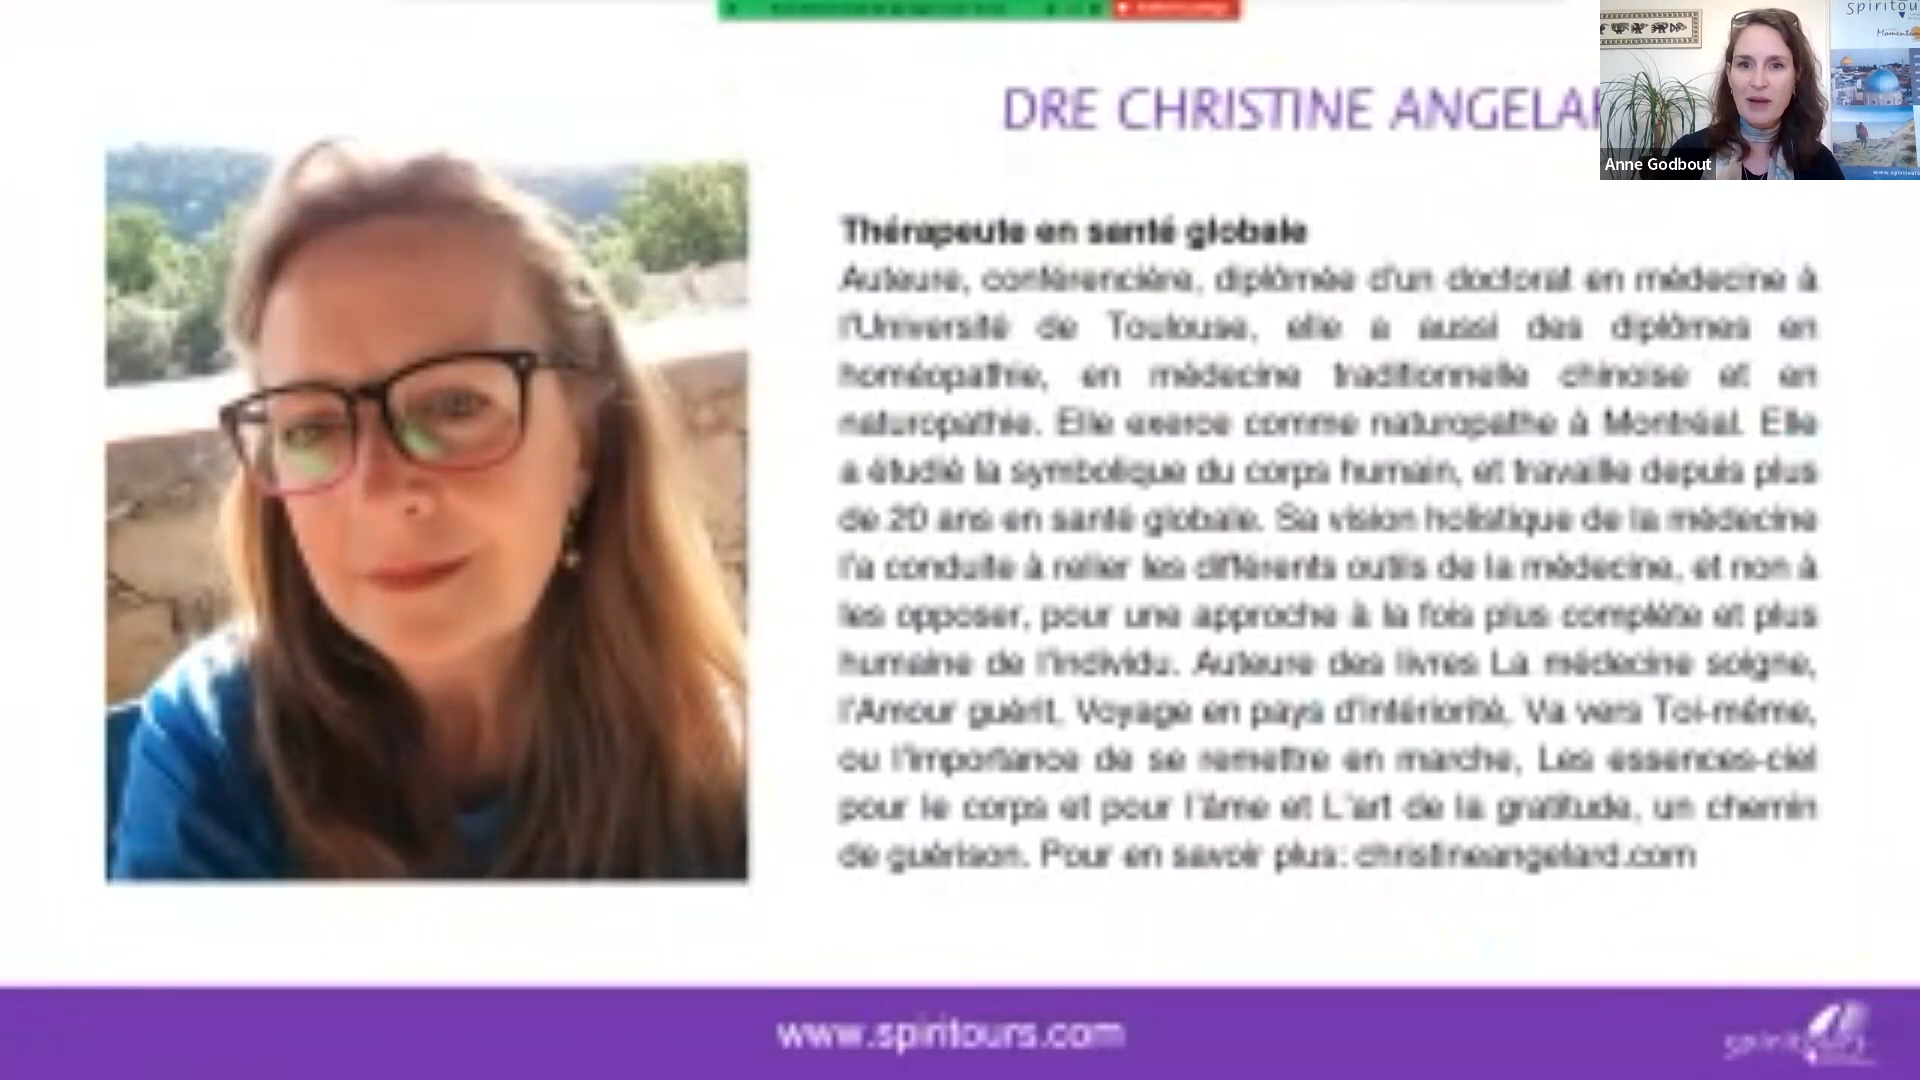 spiritou
Momentum
DRE CHRISTINE ANGELAR
Anne Godbout
www.spiritours
Thérapeute en santé globale
Auteure, conférencière, diplômée d'un doctorat en médecine à
l'Université de Toulouse, elle a aussi des diplômes en
homéopathie, en médecine traditionnelle chinoise et en
naturopathie. Elle exerce comme naturopathe à Montréal. Elle
a étudié la symbolique du corps humain, et travaille depuis plus
de 20 ans en santé globale. Sa vision holistique de la médecine
l'a conduite à relier les différents outils de la médecine, et non à
les opposer, pour une approche à la fois plus complète et plus
humaine de l'individu. Auteure des livres La médecine soigne,
l'Amour guérit, Voyage en pays d'intériorité, Va vers Toi-même,
ou l'importance de se remettre en marche, Les essences-ciel
pour le corps et pour l'âme et L'art de la gratitude, un chemin
de guérison. Pour en savoir plus: christineangelard.com
www.spiritours.com
spiritours